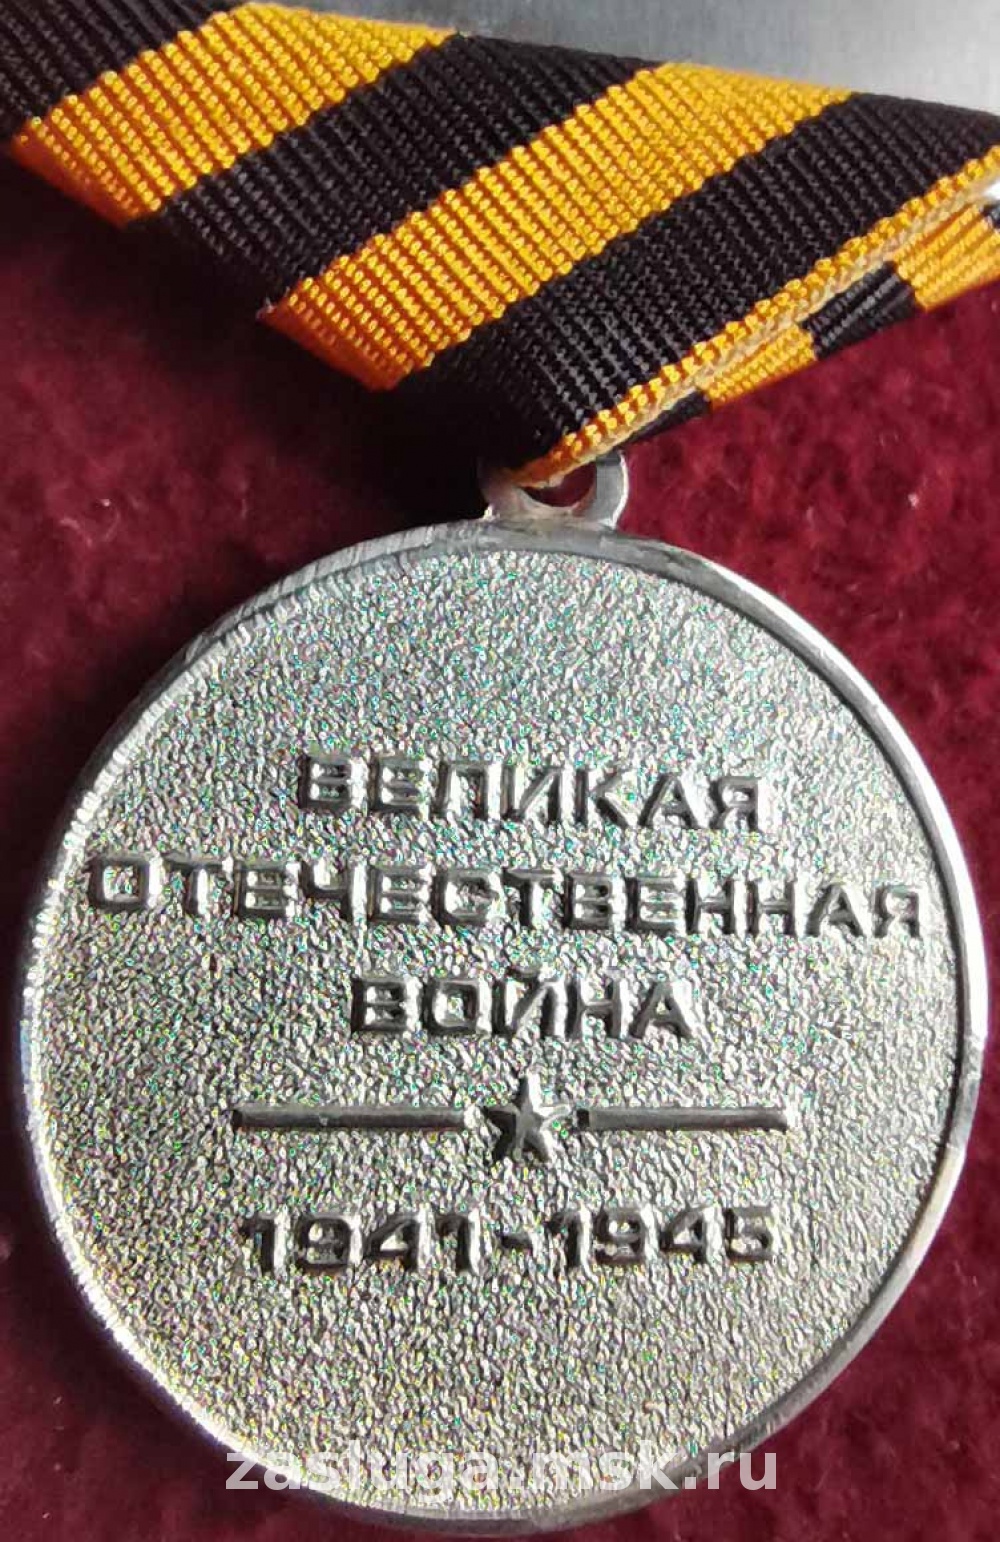 ВЕЛИКАЯ
ОТЕЧЕСТВЕННАЯ
ВОЙНА
1941-1945
zasluga.msk.ru